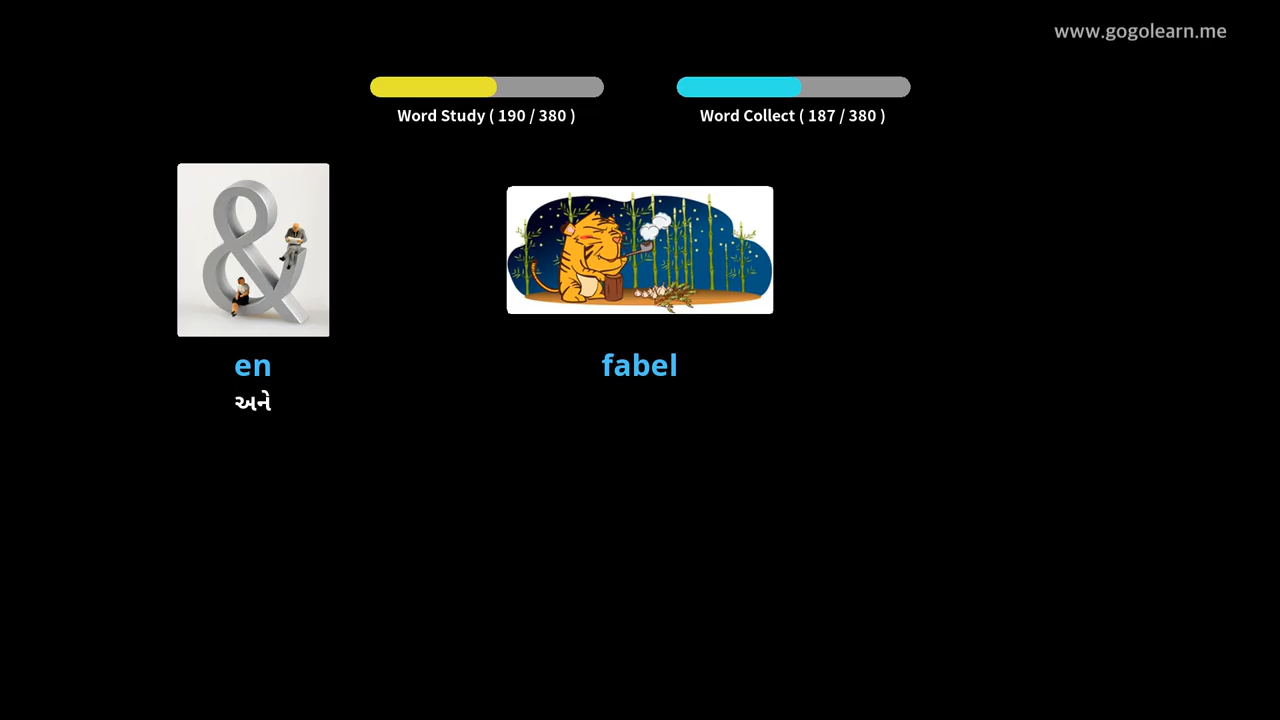 www.gogolearn.me
Word Study ( 190 / 380 )
Word Collect ( 187 / 380 )
&
en
અને
fabel